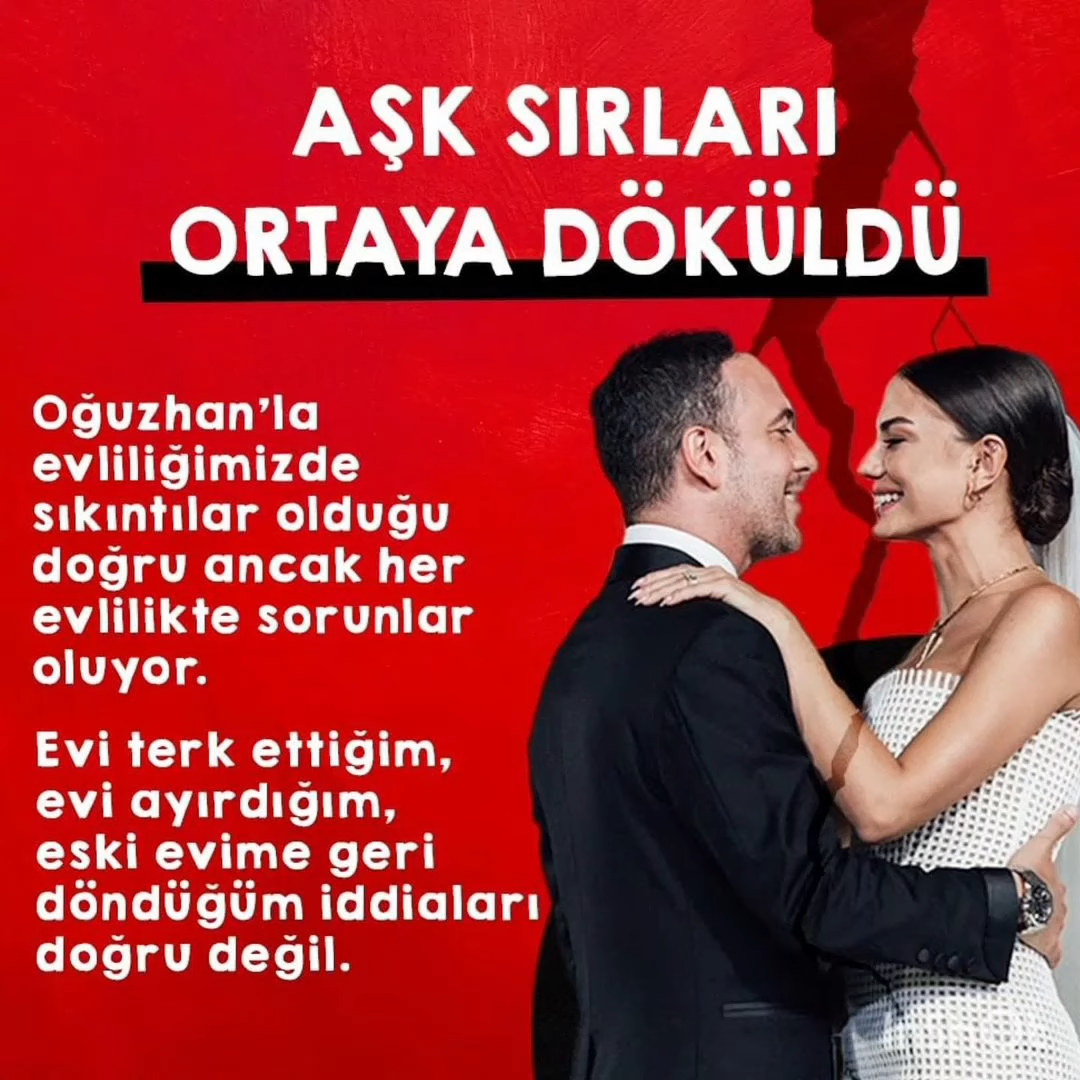 AŞK SIRLARI
ORTAYA DÖKÜLDÜ
Oğuzhan’la
evliliğimizde
sıkıntılar olduğu
doğru ancak her
evlilikte sorunlar
oluyor.
Evi terk ettiğim,
evi ayırdığım,
eski evime geri
döndüğüm iddiaları
doğru değil.